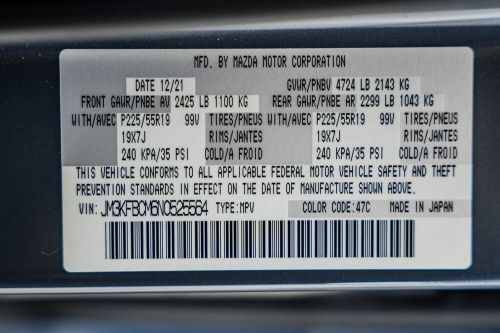 MFD. BY MAZDA MOTOR CORPORATION
DATE 12/21 GVWR/PNBV 4724 LB 2143 KG
FRONT GAWR/PNBE AV 2425 LB 1100 KG REAR GAWR/PNBE AR 2299 LB 1043 KG
WITH/AVEC P225/55R19 99V TIRES/PNEUS WITH/AVEC P225/55R19 99V TIRES/PNEUS
19X7J RIMS/JANTES 19X7J RIMS/JANTES
240 KPA/35 PSI COLD/A FROID 240 KPA/35 PSI COLD/A FROID
THIS VEHICLE CONFORMS TO ALL APPLICABLE FEDERAL MOTOR VEHICLE SAFETY AND THEFT
PREVENTION STANDARDS IN EFFECT ON THE DATE OF MANUFACTURE SHOWN ABOVE.
VIN: JM3KFBCM6N0525564 TYPE:MPV COLOR CODE:47C MADE IN JAPAN